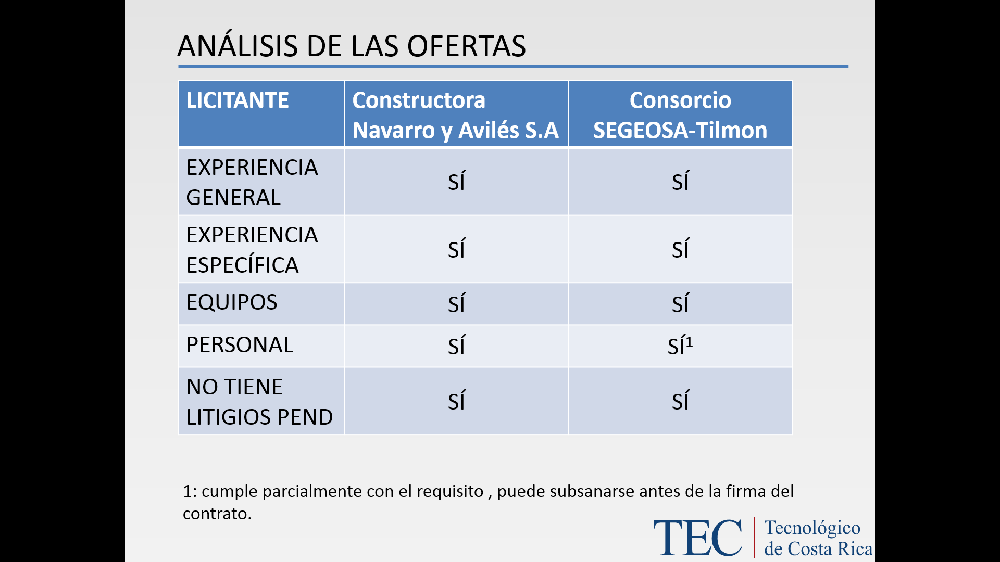 ANÁLISIS DE LAS OFERTAS
LICITANTE
Constructora
Navarro y Avilés S.A
Consorcio
SEGEOSA-Tilmon
EXPERIENCIA
GENERAL
SÍ
SÍ
EXPERIENCIA
ESPECÍFICA
SÍ
SÍ
EQUIPOS
SÍ
SÍ
PERSONAL
SÍ
SÍ¹
NO TIENE
LITIGIOS PEND
SÍ
SÍ
1: cumple parcialmente con el requisito , puede subsanarse antes de la firma del
contrato.
TEC
Tecnológico
de Costa Rica